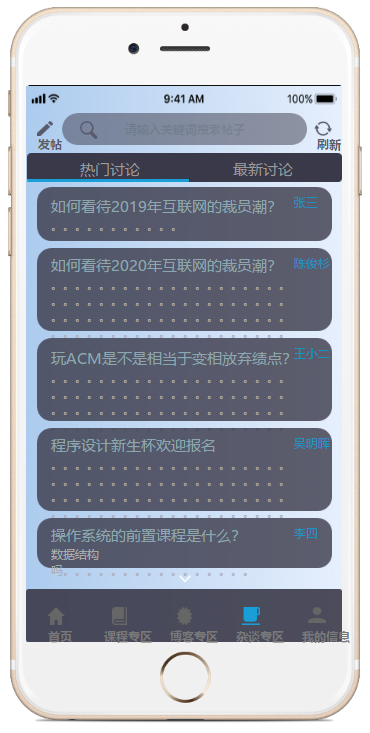 9:41 AM 100%
请输入关键词搜索帖子
发帖 刷新
热门讨论 最新讨论
如何看待2019年互联网的裁员潮? 张三
。。。。。。。。。。。
如何看待2020年互联网的裁员潮? 陈俊杉
。。。。。。。。。。。。。。。。。
。。。。。。。。。。。。。。。。。
。。。。。。。。。。。。。。。。。
玩ACM是不是相当于变相放弃绩点? 王小二
。。。。。。。。。。。。。。。。。
。。。。。。。。。。。。。。。。。
。。。。。。。。。。。。。。。。。
程序设计新生杯欢迎报名 吴明晖
。。。。。。。。。。。。。。。。。
。。。。。。。。。。。。。。。。。
。。。。。。。。。。。。。。。。。
操作系统的前置课程是什么? 李四
数据结构
吗。。。。。。。。。。。。。。
首页 课程专区 博客专区 杂谈专区 我的信息